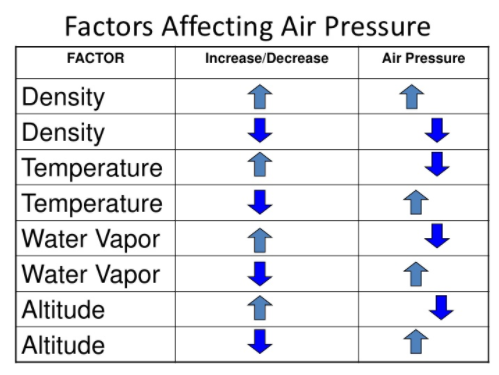 Factors Affecting Air Pressure
FACTOR Increase/Decrease Air Pressure
Density
Density
Temperature
Temperature
Water Vapor
Water Vapor
Altitude
Altitude